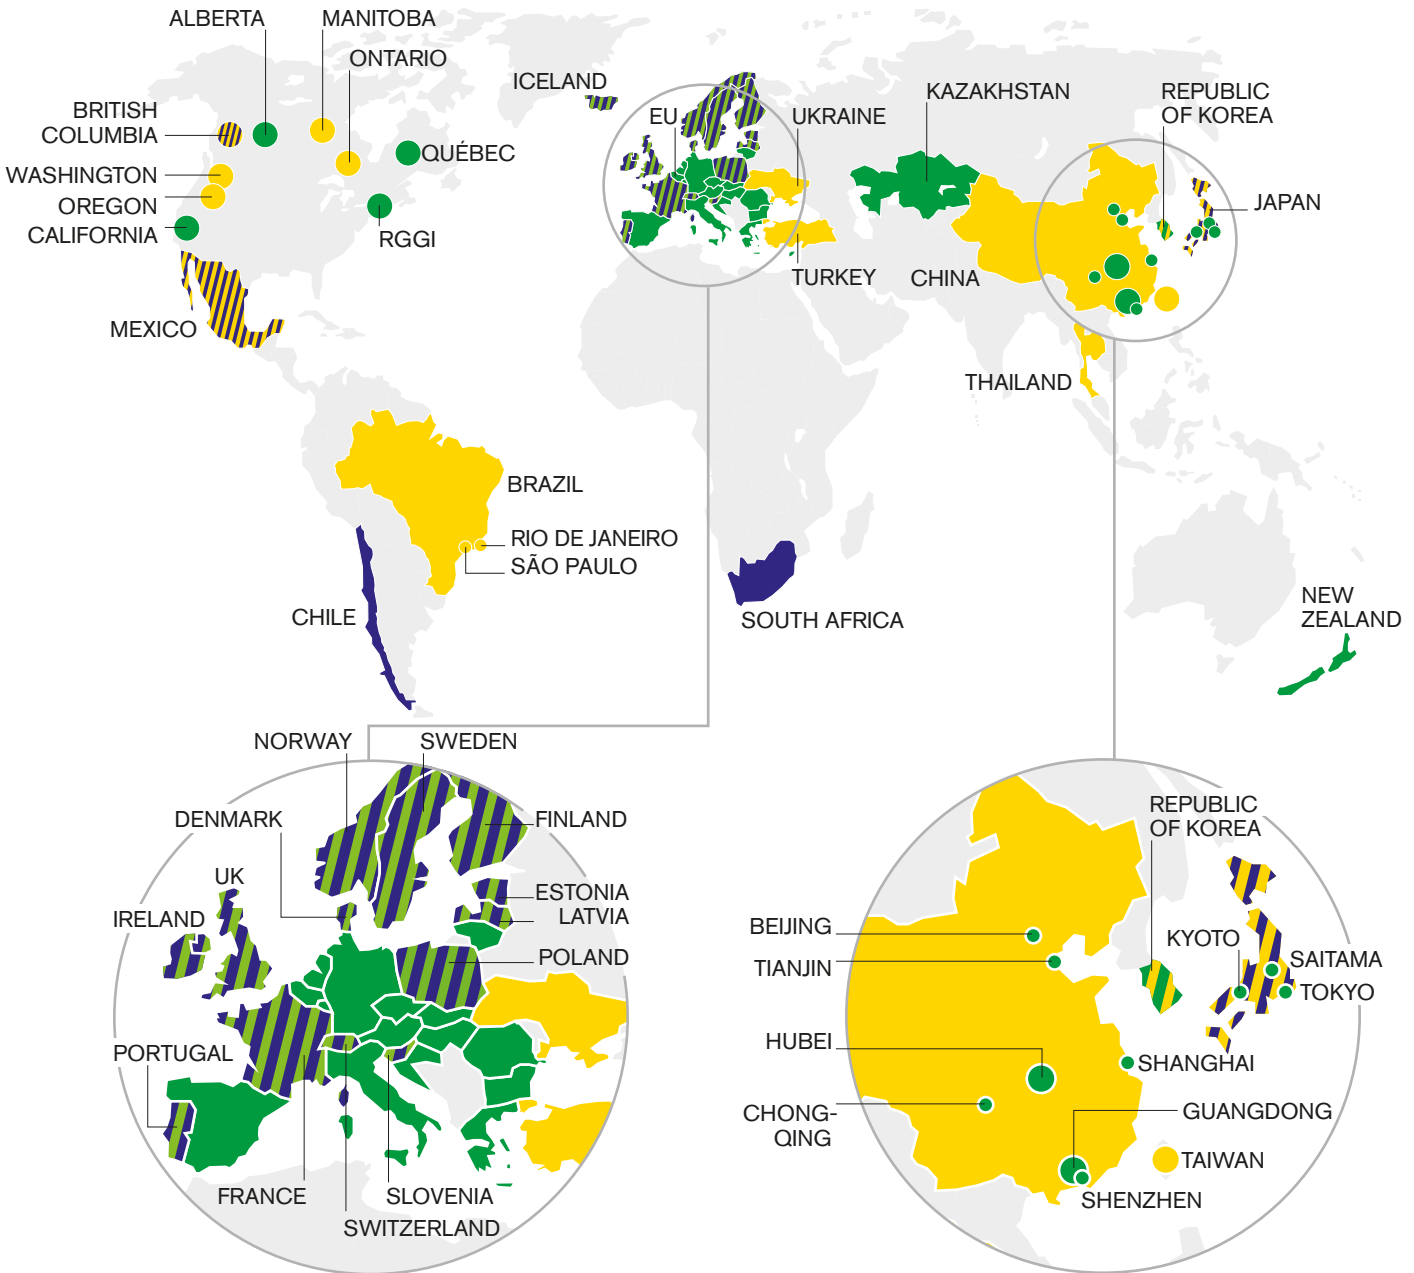 ALBERTA
MANITOBA
ONTARIO
BRITISH
COLUMBIA
WASHINGTON
OREGON
CALIFORNIA
QUÉBEC
RGGI
MEXICO
ICELAND
EU
UKRAINE
TURKEY
KAZAKHSTAN
REPUBLIC
OF KOREA
JAPAN
CHINA
THAILAND
BRAZIL
RIO DE JANEIRO
SÃO PAULO
CHILE
SOUTH AFRICA
NEW
ZEALAND
NORWAY
SWEDEN
DENMARK
FINLAND
UK
IRELAND
ESTONIA
LATVIA
POLAND
PORTUGAL
FRANCE
SLOVENIA
SWITZERLAND
REPUBLIC
OF KOREA
BEIJING
TIANJIN
KYOTO
SAITAMA
TOKYO
HUBEI
SHANGHAI
CHONG-
QING
GUANGDONG
TAIWAN
SHENZHEN